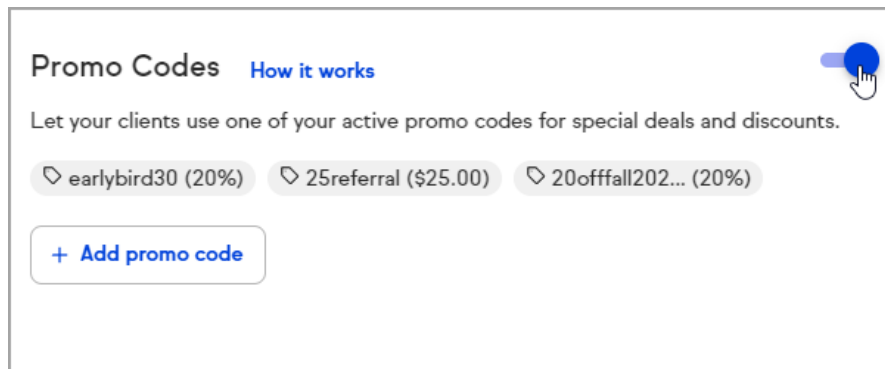 Promo Codes How it works
Let your clients use one of your active promo codes for special deals and discounts.
earlybird30 (20%) 25referral ($25.00) 20offfall202... (20%)
+ Add promo code